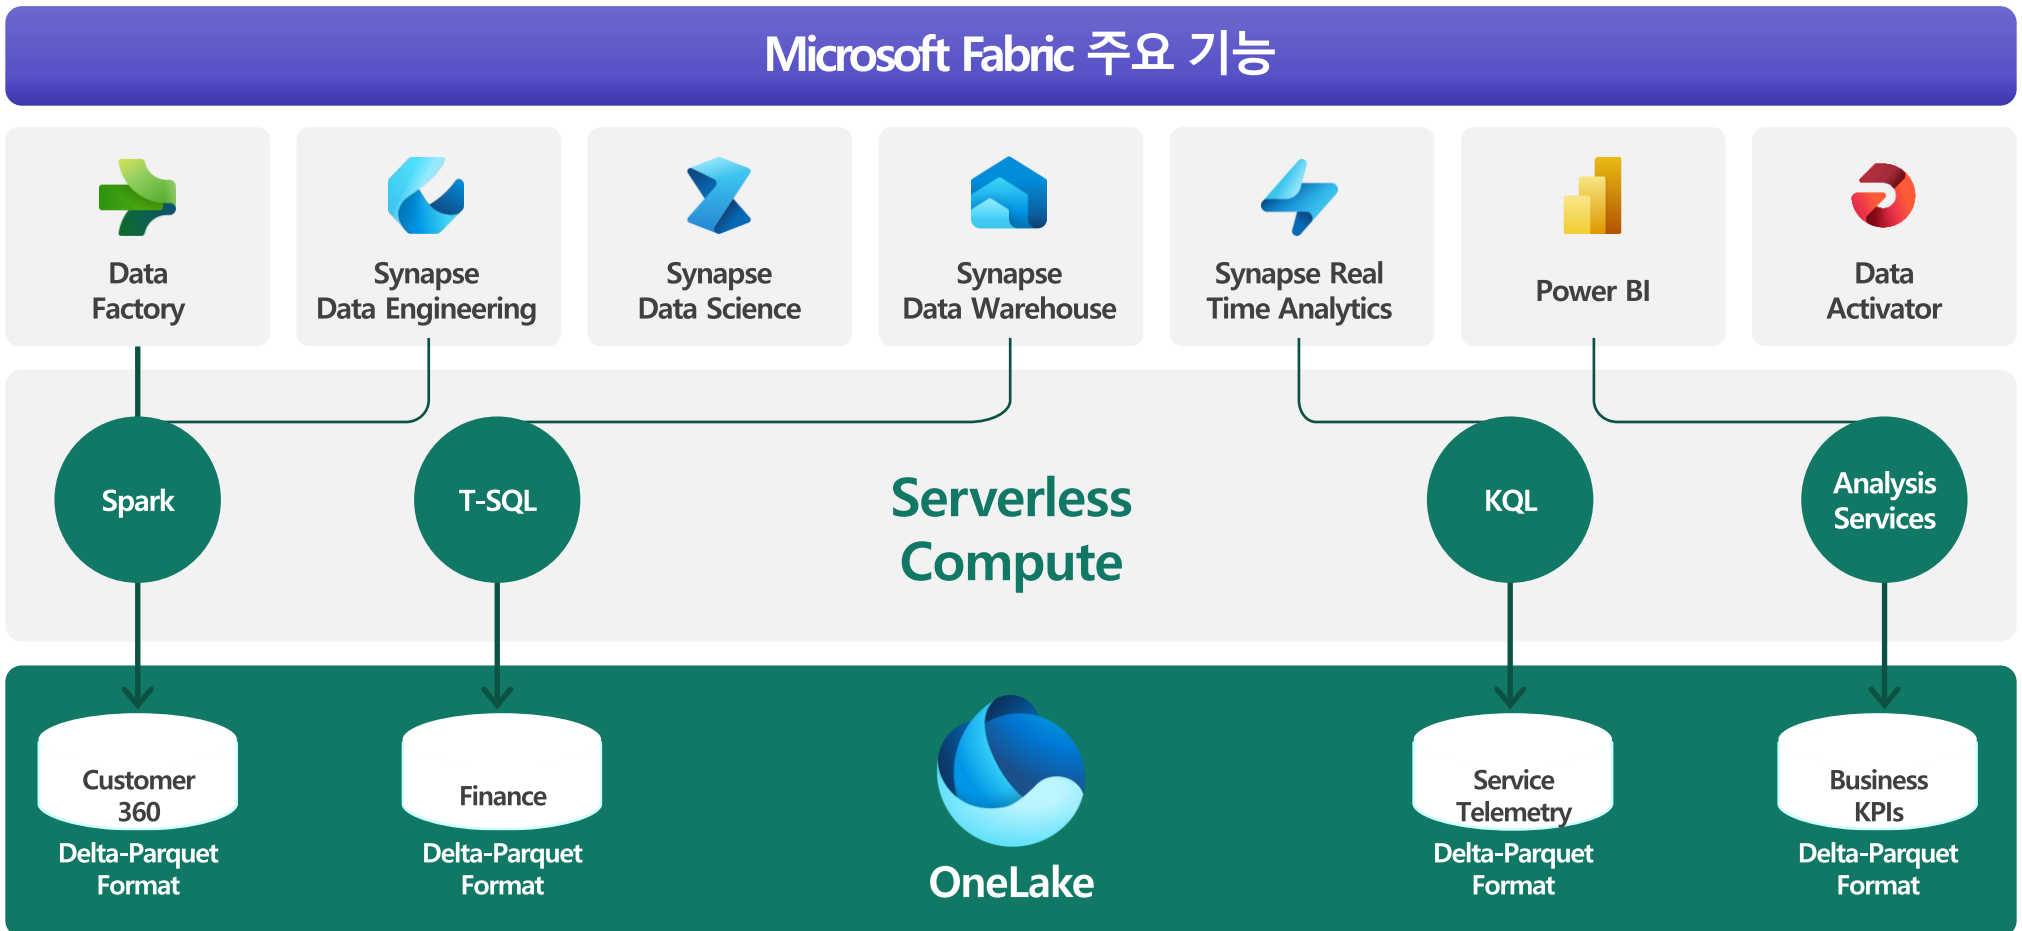 Microsoft Fabric 주요 기능
Data
Factory
Synapse
Data Engineering
Synapse
Data Science
Synapse
Data Warehouse
Synapse Real
Time Analytics
Power BI
Data
Activator
Spark
T-SQL
Serverless
Compute
KQL
Analysis
Services
Customer
360
Delta-Parquet
Format
Finance
Delta-Parquet
Format
OneLake
Service
Telemetry
Delta-Parquet
Format
Business
KPIs
Delta-Parquet
Format